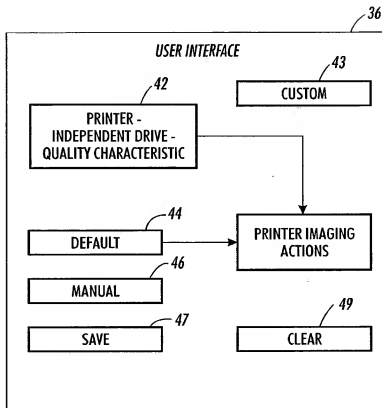 36
USER INTERFACE
42
PRINTER -
INDEPENDENT DRIVE -
QUALITY CHARACTERISTIC
43
CUSTOM
44
DEFAULT
PRINTER IMAGING
ACTIONS
46
MANUAL
47
SAVE
49
CLEAR